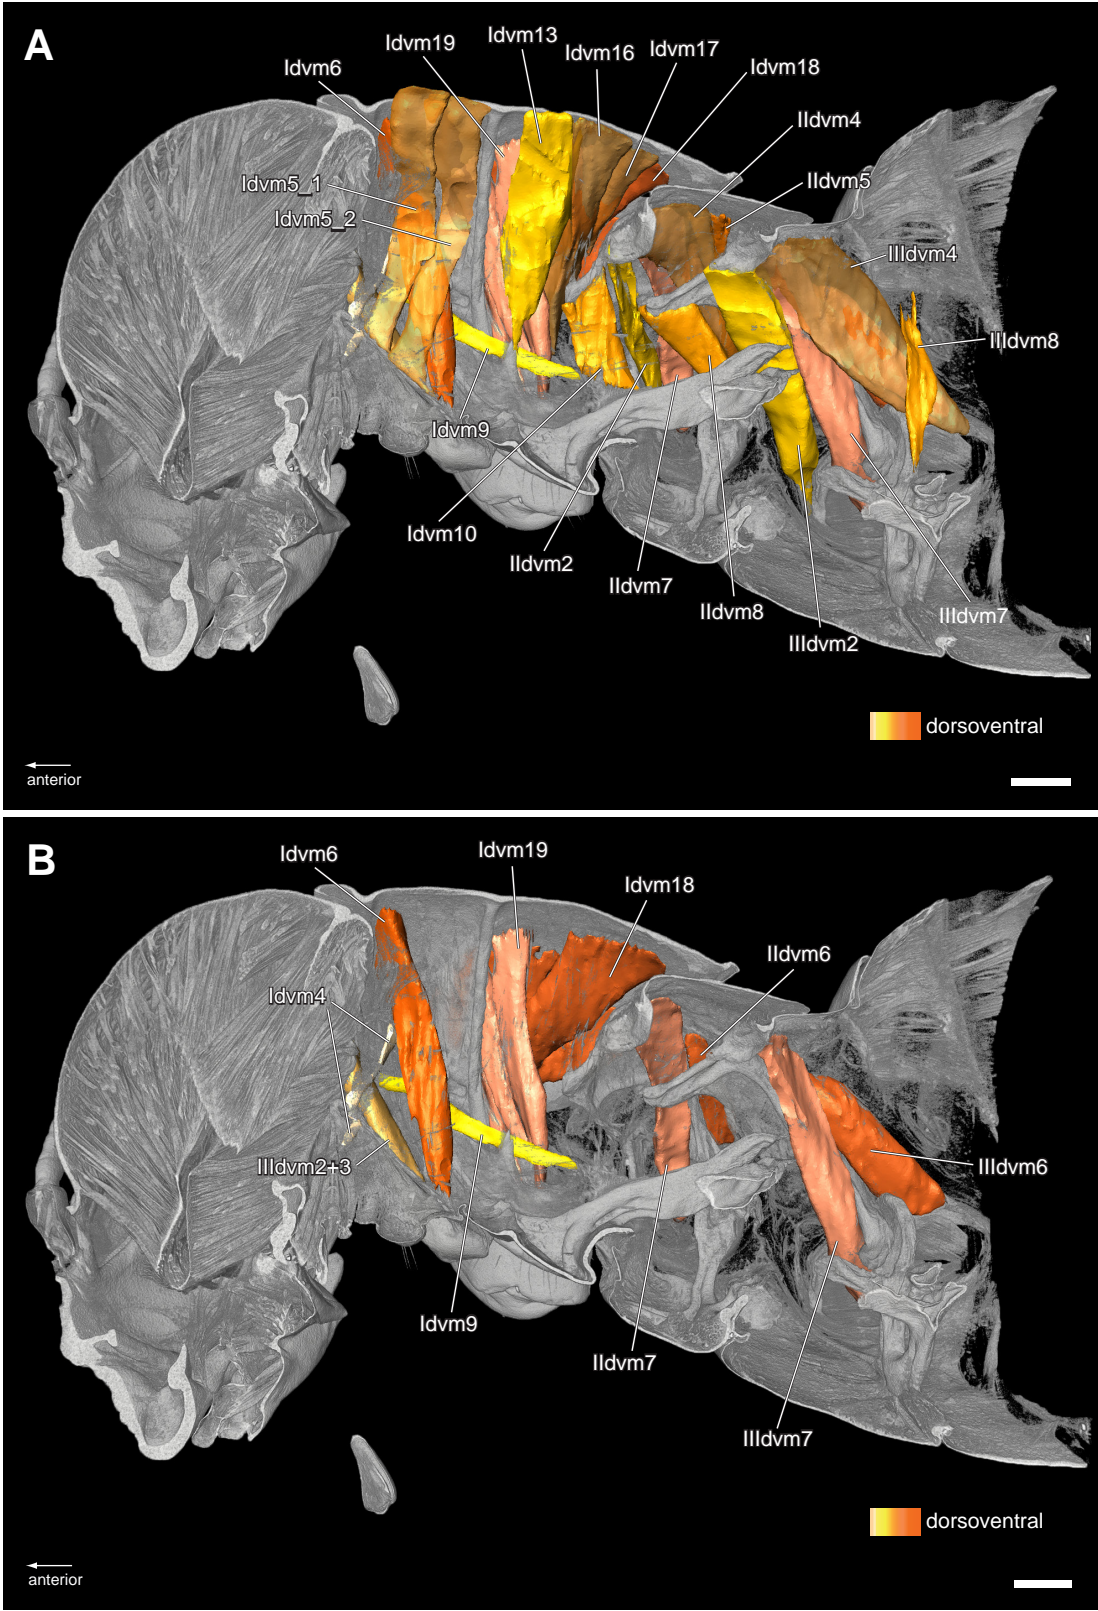 A
Idvm19
Idvm13
Idvm16
Idvm17
Idvm18
Idvm6
IIdvm4
IIdvm5
Idvm5_1
Idvm5_2
IIIdvm4
IIIdvm8
Idvm9
Idvm10
IIdvm2
IIdvm7
IIdvm8
IIIdvm7
IIIdvm2
dorsoventral
anterior
B
Idvm6
Idvm19
Idvm18
IIdvm6
Idvm4
IIIdvm2+3
IIIdvm6
Idvm9
IIdvm7
IIIdvm7
dorsoventral
anterior